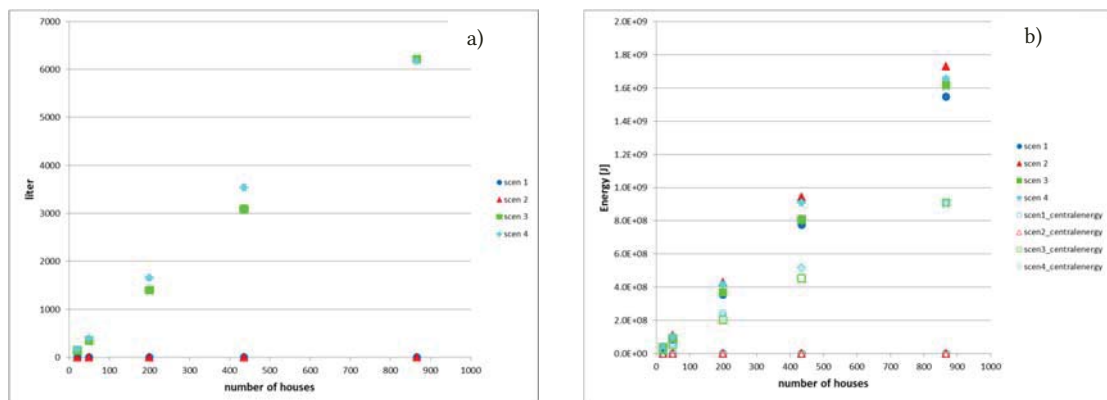 a)
7000
6000
5000
4000
3000
2000
1000
0
0 100 200 300 400 500 600 700 800 900 1000
liter
number of houses
scen 1
scen 2
scen 3
scen 4
b)
2.0E+09
1.8E+09
1.6E+09
1.4E+09
1.2E+09
1.0E+09
8.0E+08
6.0E+08
4.0E+08
2.0E+08
0.0E+00
0 100 200 300 400 500 600 700 800 900 1000
Energy [J]
number of houses
scen 1
scen 2
scen 3
scen 4
scen1_centralenergy
scen2_centralenergy
scen3_centralenergy
scen4_centralenergy